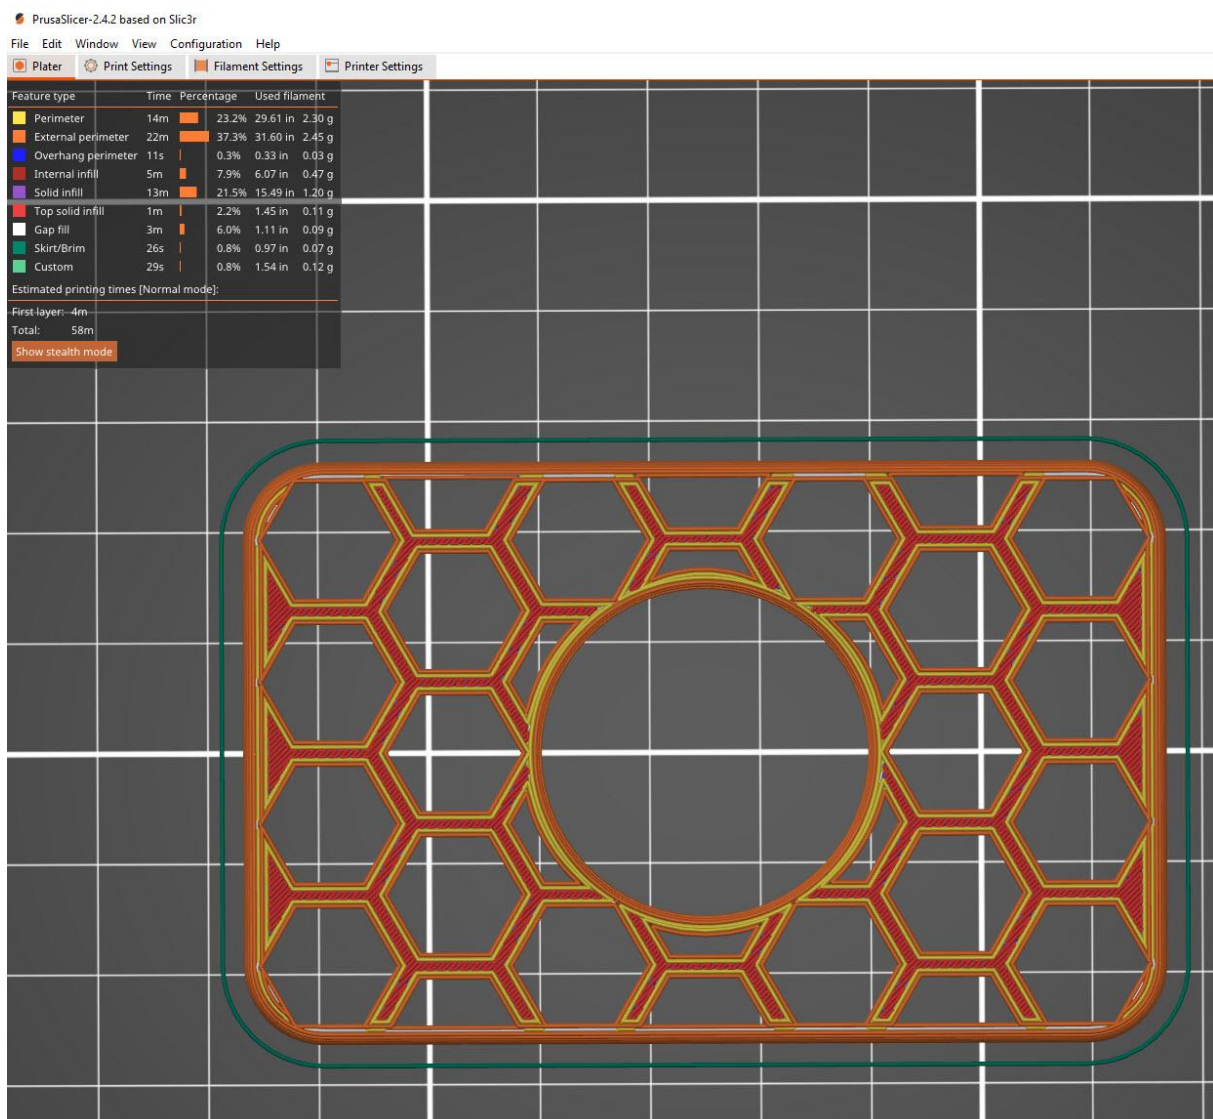 PrusaSlicer-2.4.2 based on Slic3r
File Edit Window View Configuration Help
Plater Print Settings Filament Settings Printer Settings
Feature type Time Percentage Used filament
Perimeter 14m 23.2% 29.61 in 2.30 g
External perimeter 22m 37.3% 31.60 in 2.45 g
Overhang perimeter 11s 0.3% 0.33 in 0.03 g
Internal infill 5m 7.9% 6.07 in 0.47 g
Solid infill 13m 21.5% 15.49 in 1.20 g
Top solid infill 1m 2.2% 1.45 in 0.11 g
Gap fill 3m 6.0% 1.11 in 0.09 g
Skirt/Brim 26s 0.8% 0.97 in 0.07 g
Custom 29s 0.8% 1.54 in 0.12 g
Estimated printing times [Normal mode]:
First layer: 4m
Total: 58m
Show stealth mode